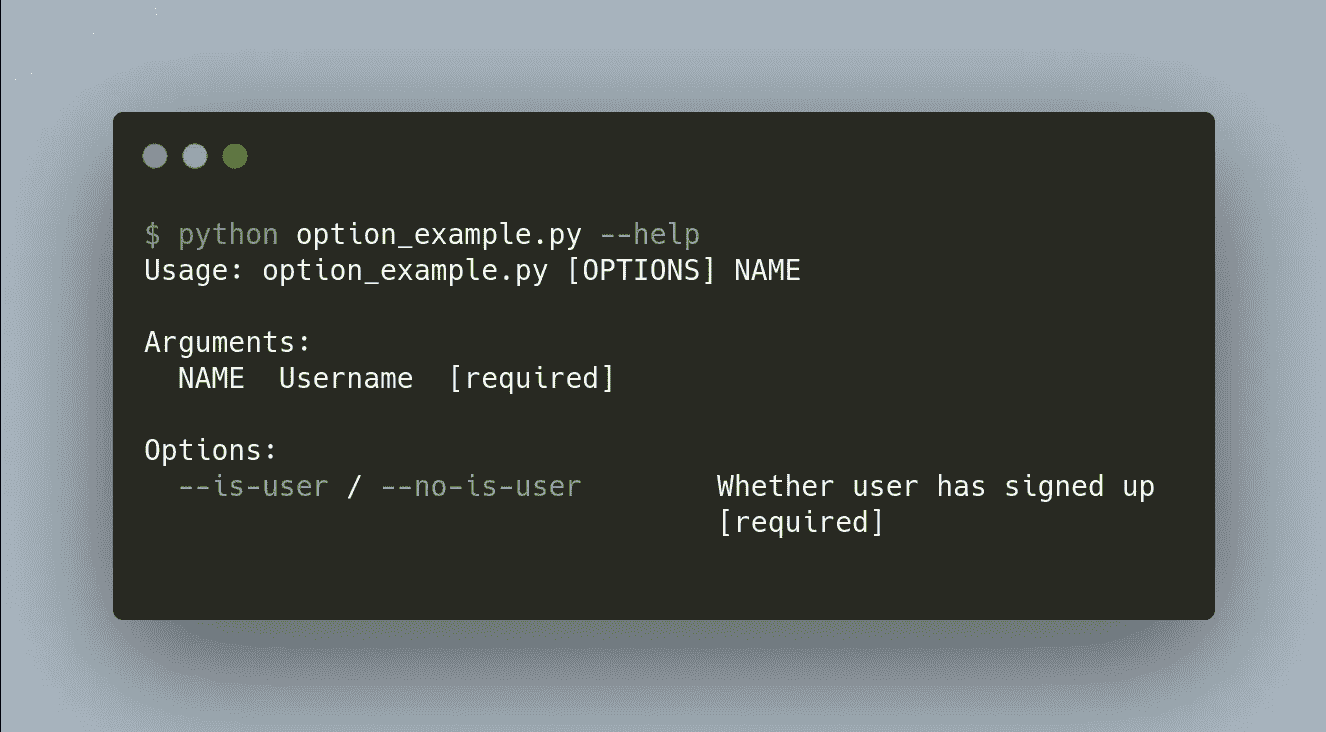 $ python option_example.py --help
Usage: option_example.py [OPTIONS] NAME
Arguments:
NAME  Username  [required]
Options:
--is-user / --no-is-user        Whether user has signed up
[required]